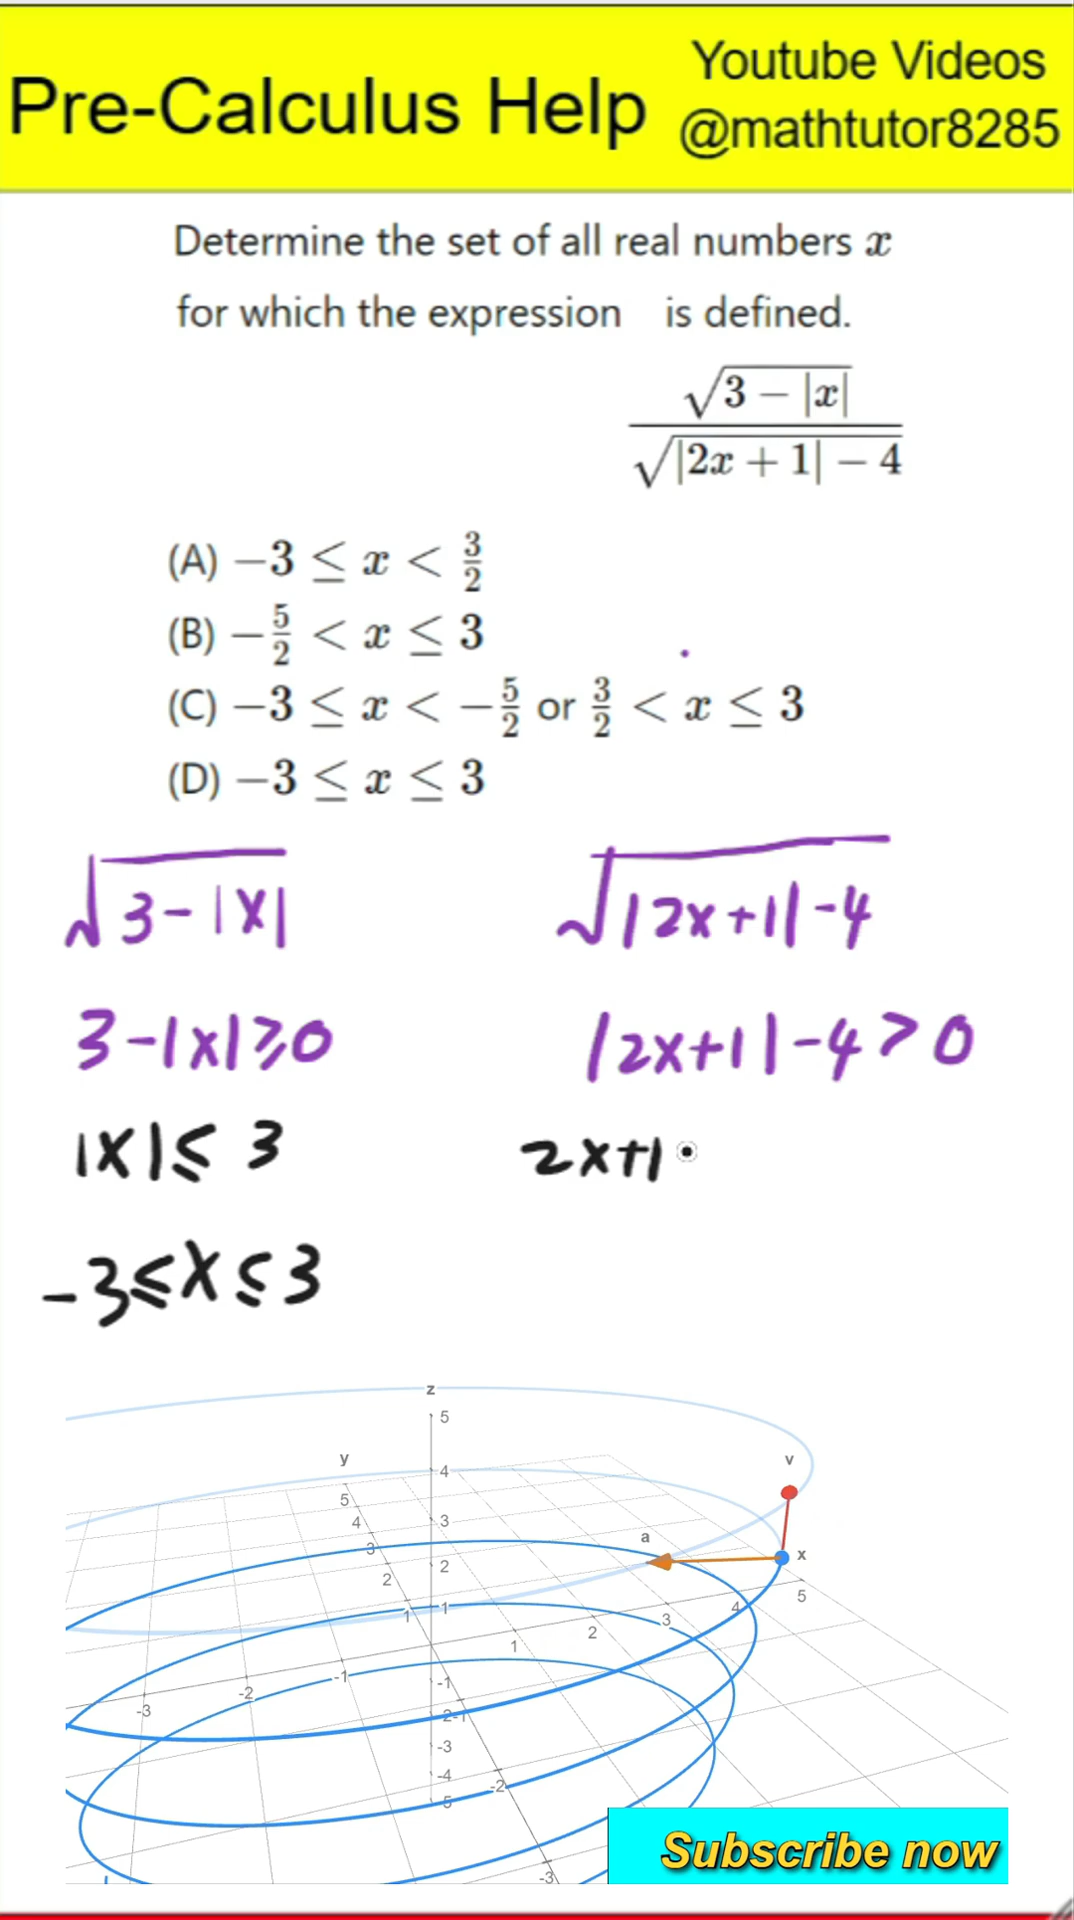 Pre-Calculus Help
Youtube Videos
@mathtutor8285
Determine the set of all real numbers x
for which the expression is defined.
√(3 − |x|)
√(|2x + 1| − 4)
(A) −3 ≤ x < 3/2
(B) −5/2 < x ≤ 3
(C) −3 ≤ x < −5/2 or 3/2 < x ≤ 3
(D) −3 ≤ x ≤ 3
√(3-|x|)
√(|2x+1|-4)
3-|x|≥0
|2x+1|-4>0
|x|≤ 3
2x+1
-3≤x≤3
z
5
y
4
v
5
4
3
3
a
x
2
2
5
1
1
4
3
2
1
-1
-1
-2
-3
-2
-1
-3
-4
-2
-5
-3
Subscribe now